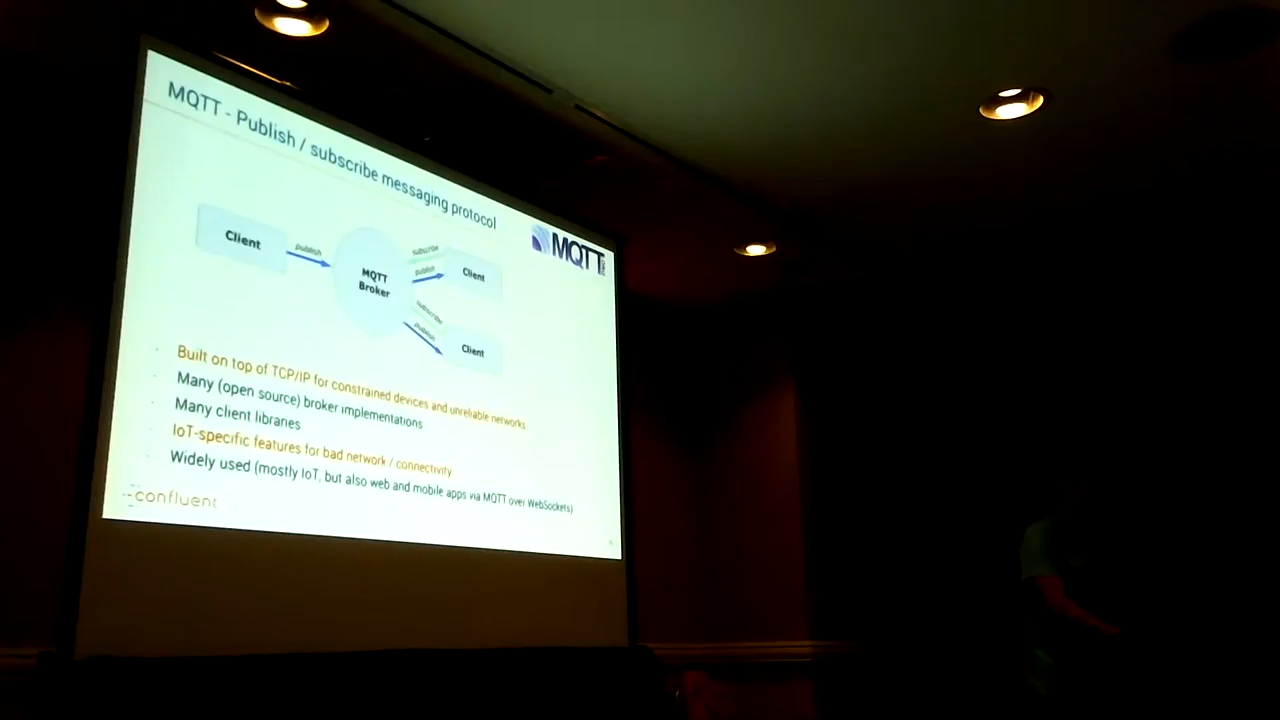 MQTT - Publish / subscribe messaging protocol
MQTT
Client
publish
MQTT
Broker
subscribe
publish
Client
subscribe
publish
Client
Built on top of TCP/IP for constrained devices and unreliable networks
Many (open source) broker implementations
Many client libraries
IoT-specific features for bad network / connectivity
Widely used (mostly IoT, but also web and mobile apps via MQTT over WebSockets)
confluent